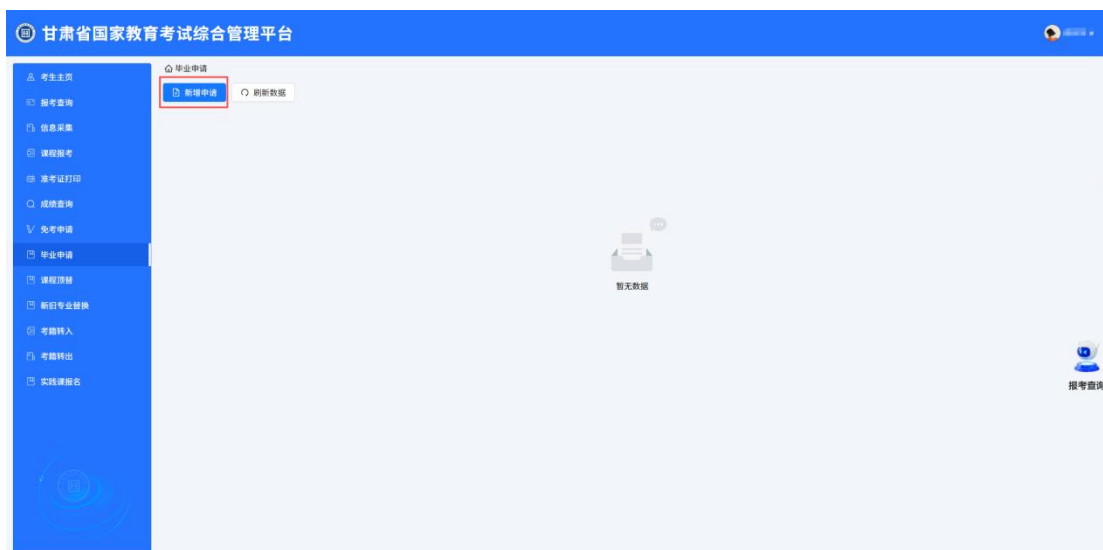 甘肃省国家教育考试综合管理平台
考生主页
报考查询
信息采集
课程报考
准考证打印
成绩查询
免考申请
毕业申请
课程顶替
新旧专业替换
考籍转入
考籍转出
实践课报名
毕业申请
新增申请 刷新数据
暂无数据
报考查询